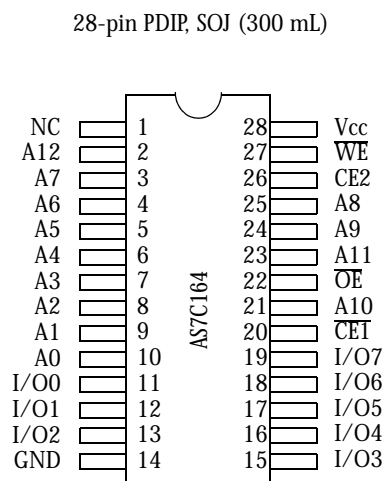 28-pin PDIP, SOJ (300 mL)
NC 1 28 Vcc
A12 2 27 W̅E̅
A7 3 26 CE2
A6 4 25 A8
A5 5 24 A9
A4 6 23 A11
A3 7 22 O̅E̅
A2 8 21 A10
A1 9 20 C̅E̅1̅
A0 10 19 I/O7
I/O0 11 18 I/O6
I/O1 12 17 I/O5
I/O2 13 16 I/O4
GND 14 15 I/O3
AS7C164